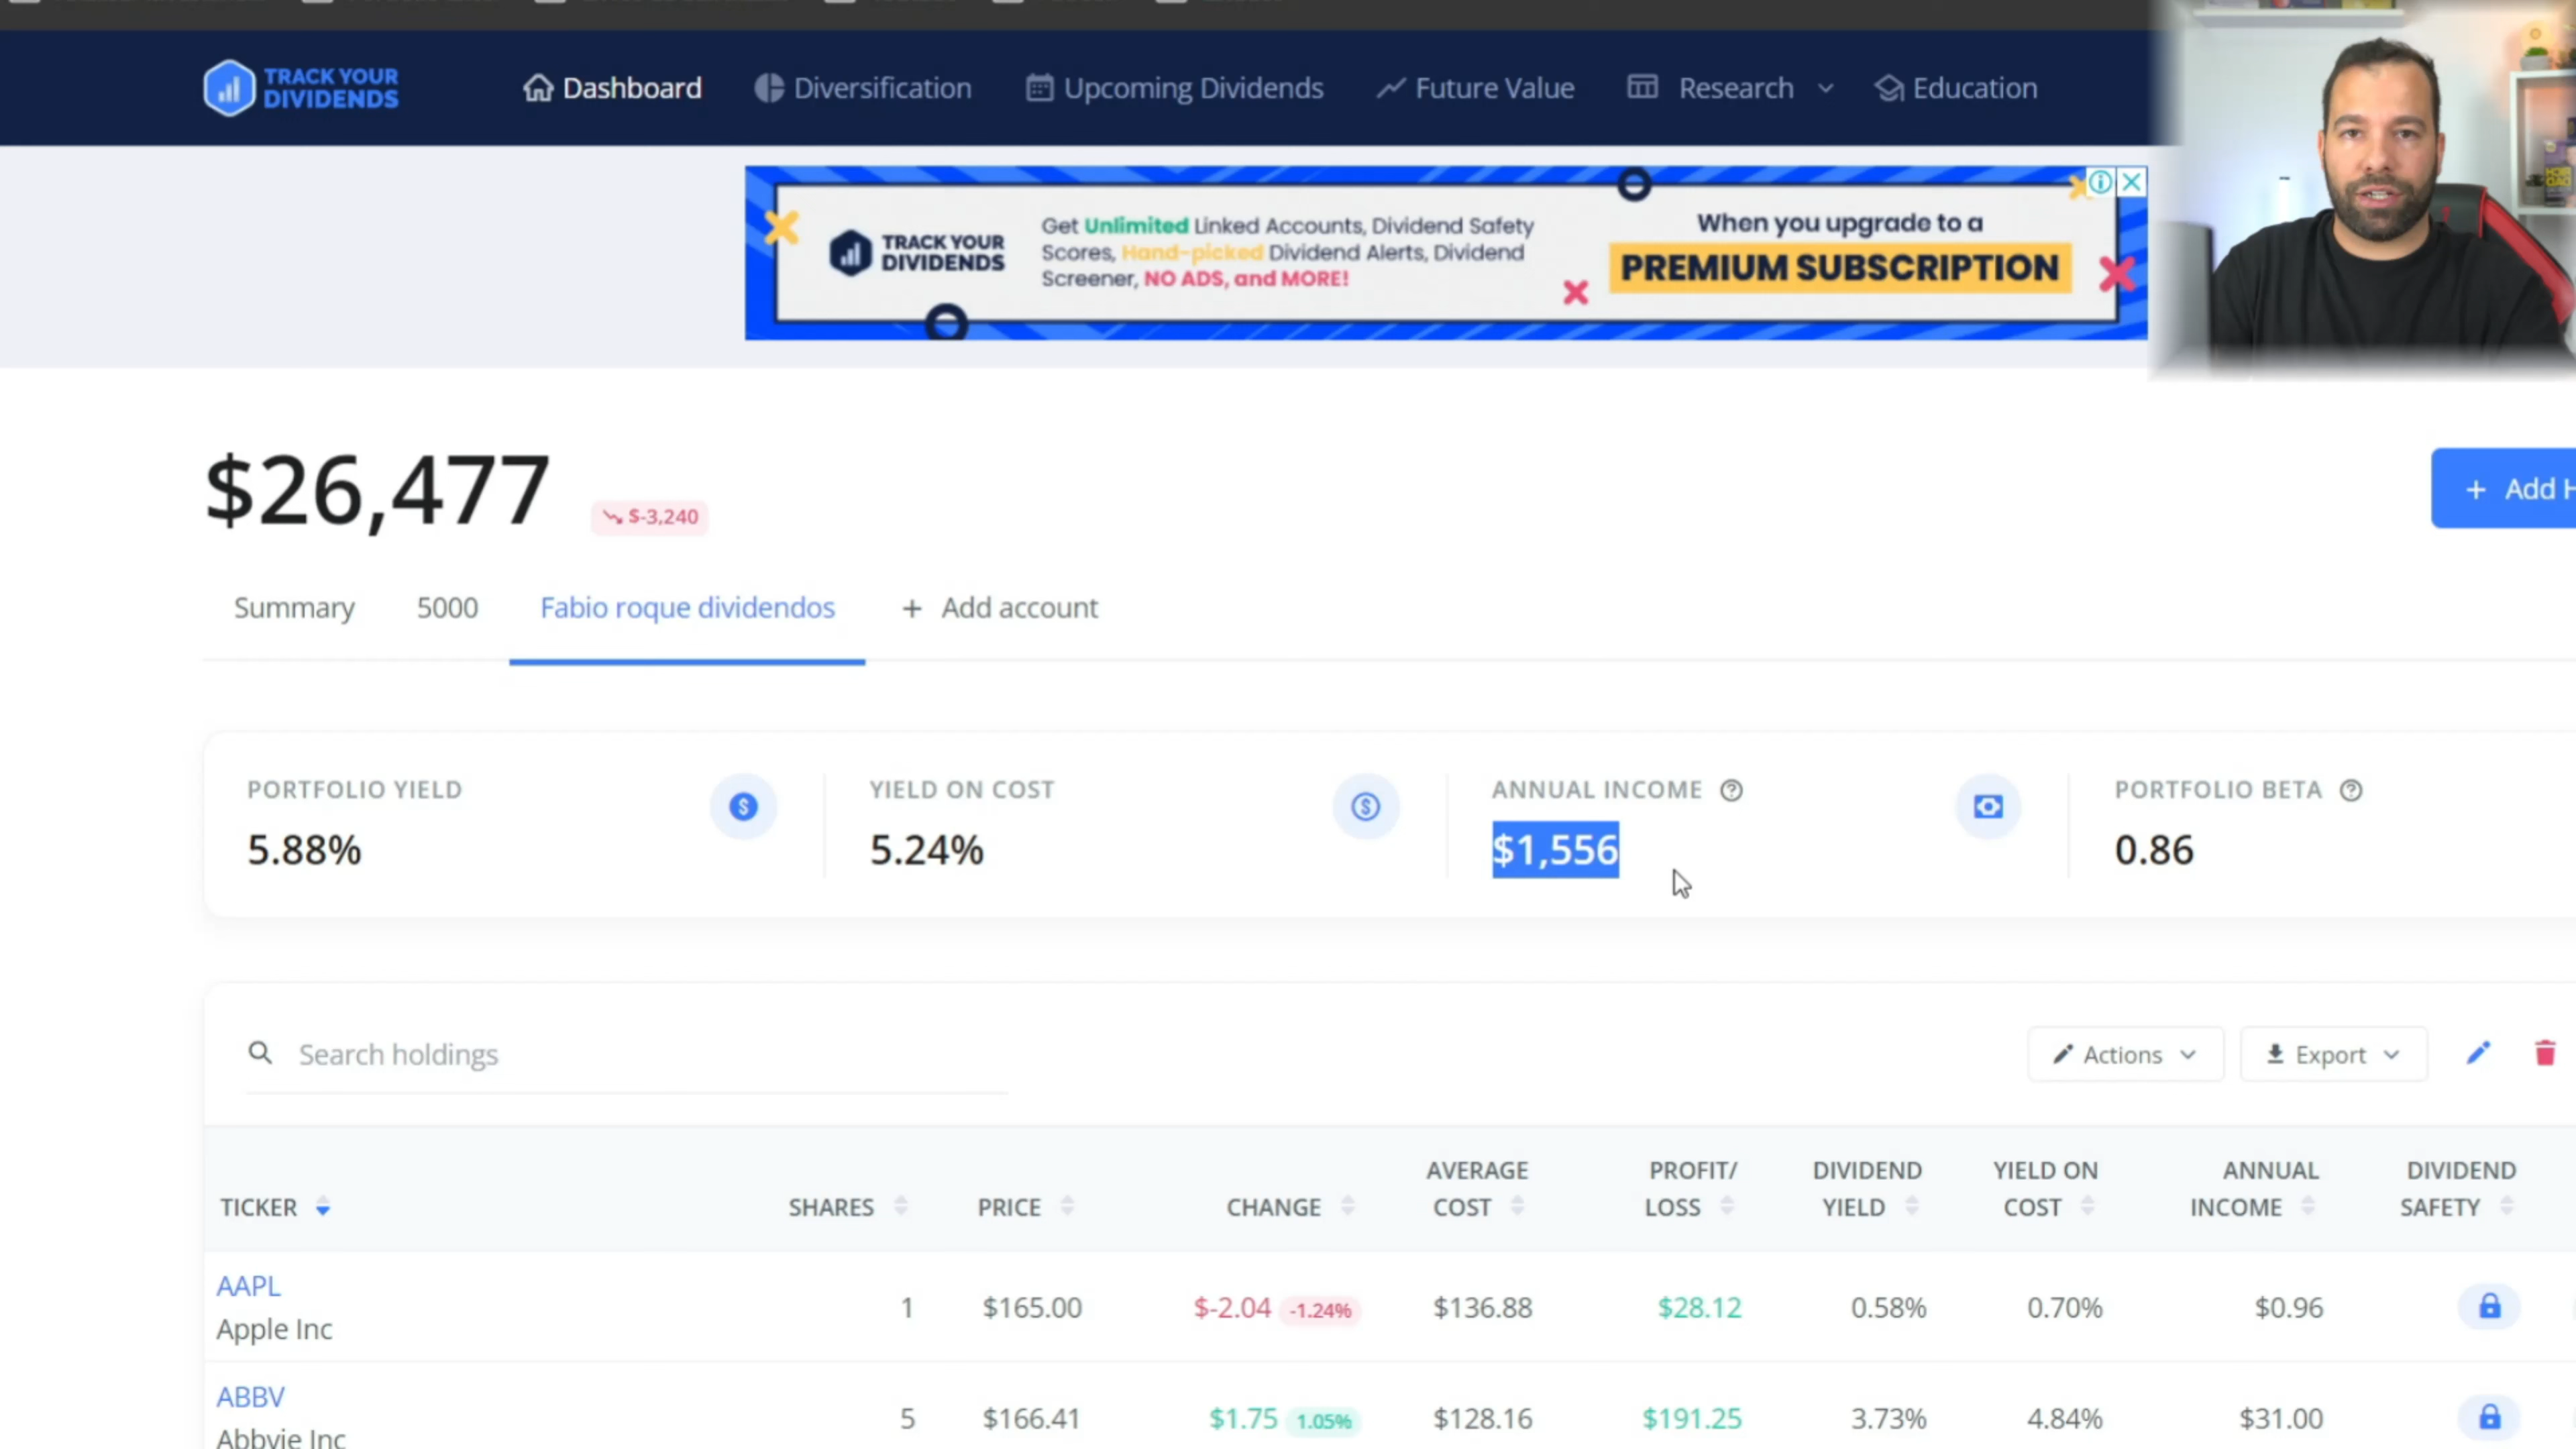 TRACK YOUR
DIVIDENDS
Dashboard
Diversification
Upcoming Dividends
Future Value
Research
Education
TRACK YOUR
DIVIDENDS
Get Unlimited Linked Accounts, Dividend Safety
Scores, Hand-picked Dividend Alerts, Dividend
Screener, NO ADS, and MORE!
When you upgrade to a
PREMIUM SUBSCRIPTION
$26,477
$-3,240
+ Add H
Summary
5000
Fabio roque dividendos
+ Add account
PORTFOLIO YIELD
5.88%
YIELD ON COST
5.24%
ANNUAL INCOME
$1,556
PORTFOLIO BETA
0.86
Search holdings
Actions
Export
TICKER
SHARES
PRICE
CHANGE
AVERAGE
COST
PROFIT/
LOSS
DIVIDEND
YIELD
YIELD ON
COST
ANNUAL
INCOME
DIVIDEND
SAFETY
AAPL
Apple Inc
1
$165.00
$-2.04
-1.24%
$136.88
$28.12
0.58%
0.70%
$0.96
ABBV
Abbvie Inc
5
$166.41
$1.75
1.05%
$128.16
$191.25
3.73%
4.84%
$31.00